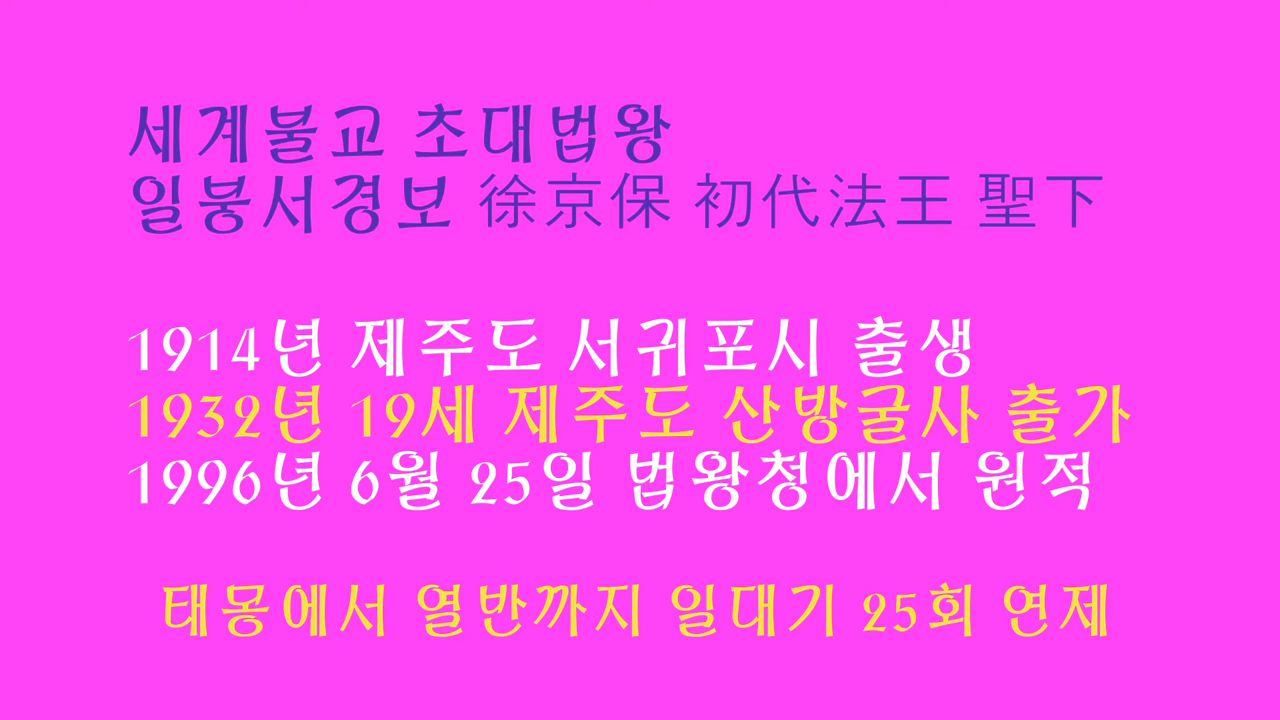 세계불교 초대법왕
일붕서경보 徐京保 初代法王 聖下
1914년 제주도 서귀포시 출생
1932년 19세 제주도 산방굴사 출가
1996년 6월 25일 법왕청에서 원적
태몽에서 열반까지 일대기 25회 연제